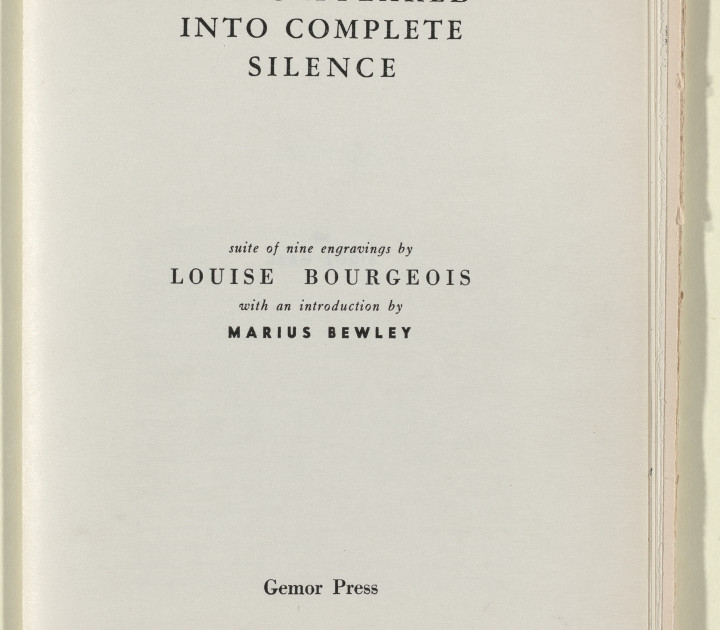 INTO COMPLETE
SILENCE
suite of nine engravings by
LOUISE BOURGEOIS
with an introduction by
MARIUS BEWLEY
Gemor Press